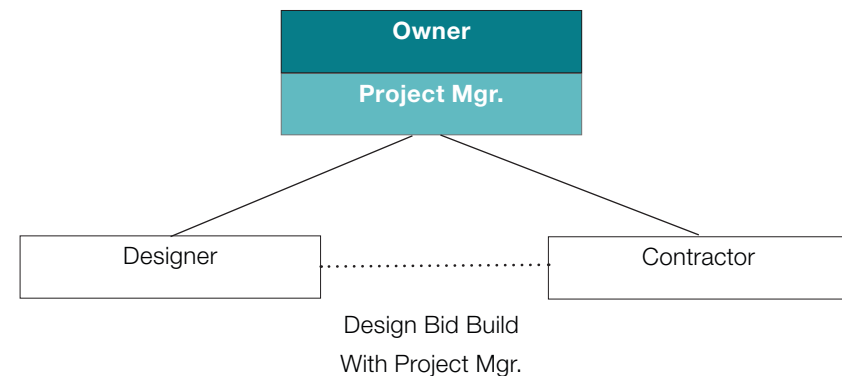 Owner
Project Mgr.
Designer
Contractor
Design Bid Build
With Project Mgr.